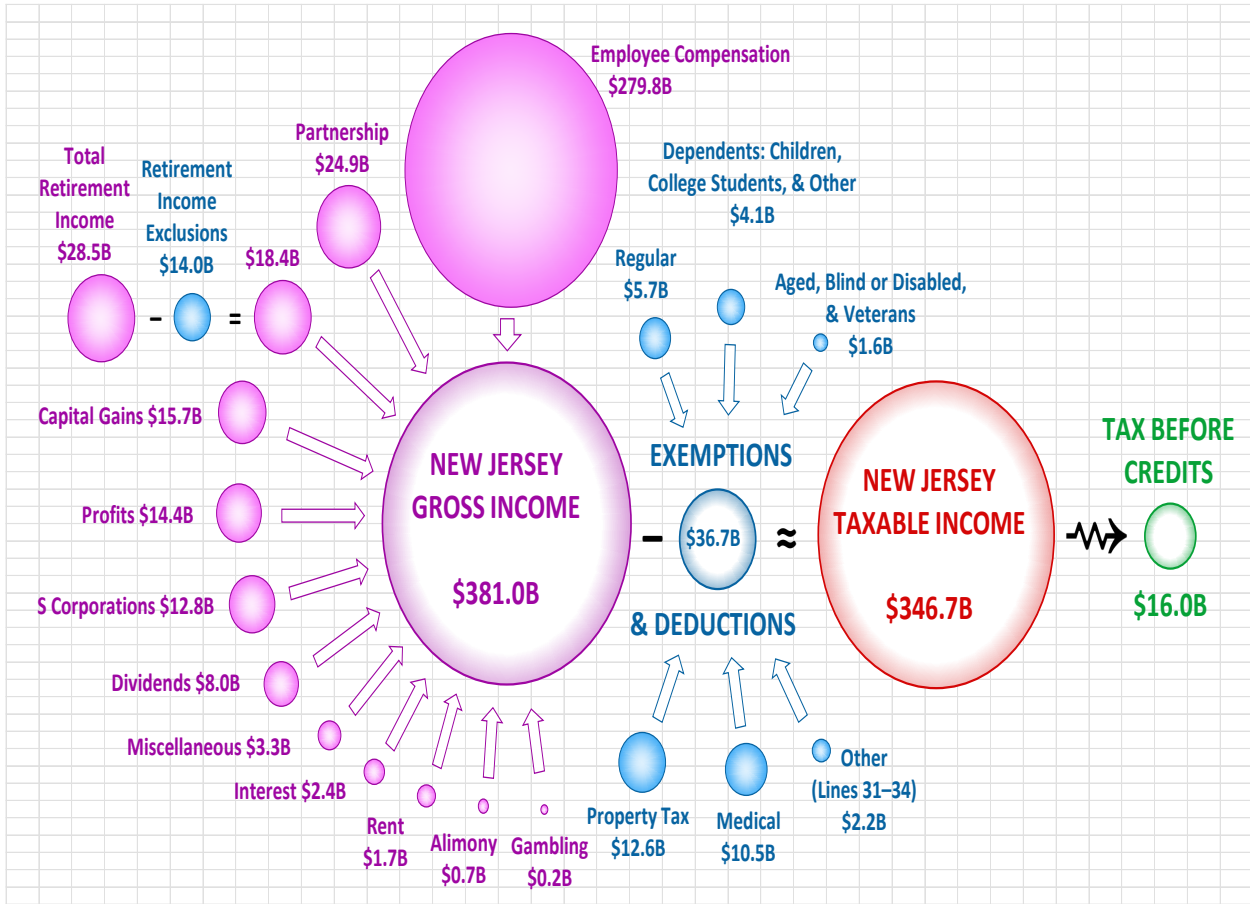 Employee Compensation
$279.8B
Partnership
$24.9B
Total
Retirement
Income
$28.5B
Retirement
Income
Exclusions
$14.0B
$18.4B
–
=
Dependents: Children,
College Students, & Other
$4.1B
Regular
$5.7B
Aged, Blind or Disabled,
& Veterans
$1.6B
Capital Gains $15.7B
Profits $14.4B
S Corporations $12.8B
Dividends $8.0B
Miscellaneous $3.3B
Interest $2.4B
Rent
$1.7B
Alimony
$0.7B
Gambling
$0.2B
NEW JERSEY
GROSS INCOME
$381.0B
–
EXEMPTIONS
$36.7B
& DEDUCTIONS
≈
NEW JERSEY
TAXABLE INCOME
$346.7B
TAX BEFORE
CREDITS
$16.0B
Property Tax
$12.6B
Medical
$10.5B
Other
(Lines 31–34)
$2.2B